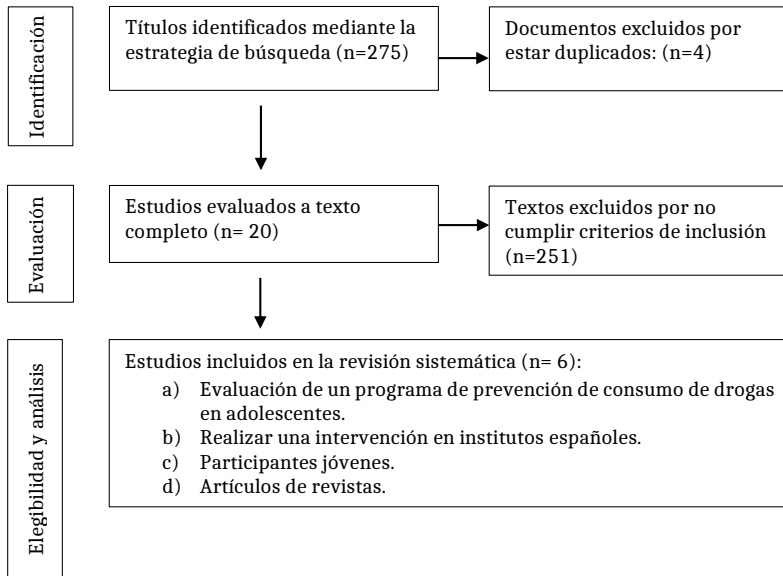 Identificación
Títulos identificados mediante la
estrategia de búsqueda (n=275)
Documentos excluidos por
estar duplicados: (n=4)
Evaluación
Estudios evaluados a texto
completo (n= 20)
Textos excluidos por no
cumplir criterios de inclusión
(n=251)
Elegibilidad y análisis
Estudios incluidos en la revisión sistemática (n= 6):
a) Evaluación de un programa de prevención de consumo de drogas
en adolescentes.
b) Realizar una intervención en institutos españoles.
c) Participantes jóvenes.
d) Artículos de revistas.